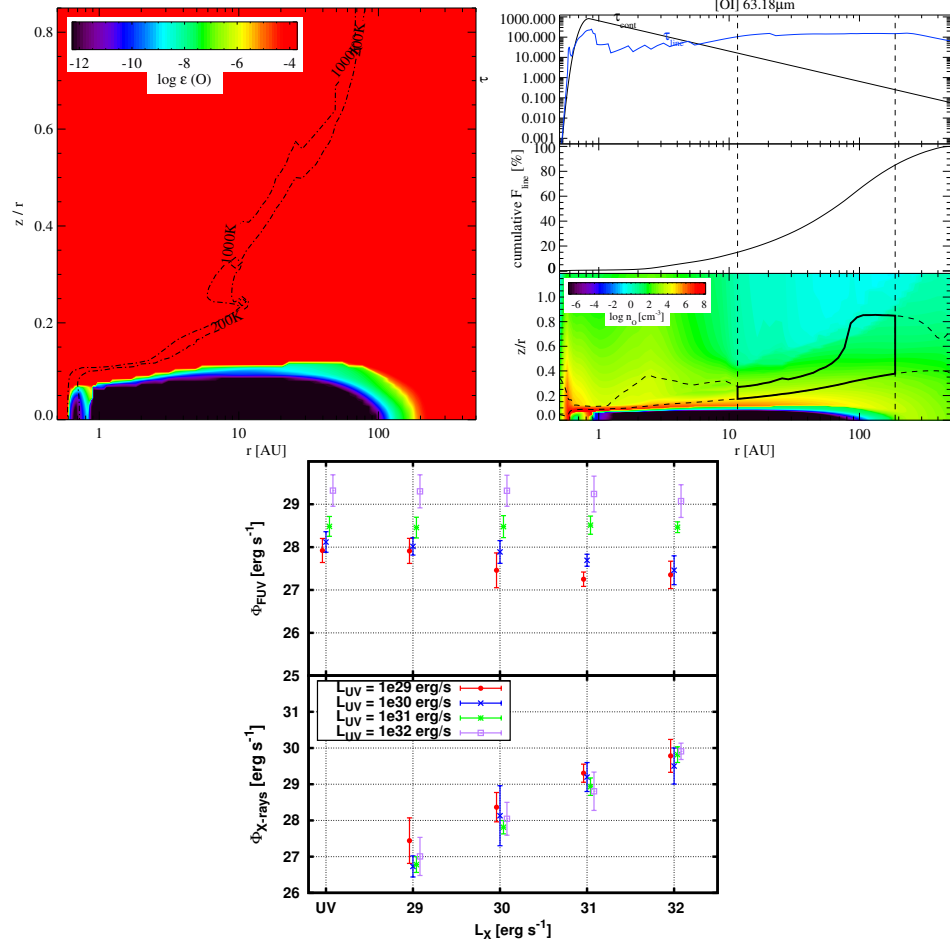 0.8
0.6
0.4
0.2
0.0
z / r
-12 -10 -8 -6 -4
log ε (O)
1000K
200K
1000K
200K
1 10 100
r [AU]
[OI] 63.18μm
1000.000
100.000
10.000
1.000
0.100
0.010
0.001
τ
τcont
τline
100
80
60
40
20
0
cumulative Fline [%]
-6 -4 -2 0 2 4 6 8
log nO [cm-3]
1.0
0.8
0.6
0.4
0.2
0.0
z/r
1 10 100
r [AU]
29
28
27
26
25
ΦFUV [erg s-1]
LUV = 1e29 erg/s
LUV = 1e30 erg/s
LUV = 1e31 erg/s
LUV = 1e32 erg/s
31
30
29
28
27
26
ΦX-rays [erg s-1]
UV 29 30 31 32
LX [erg s-1]